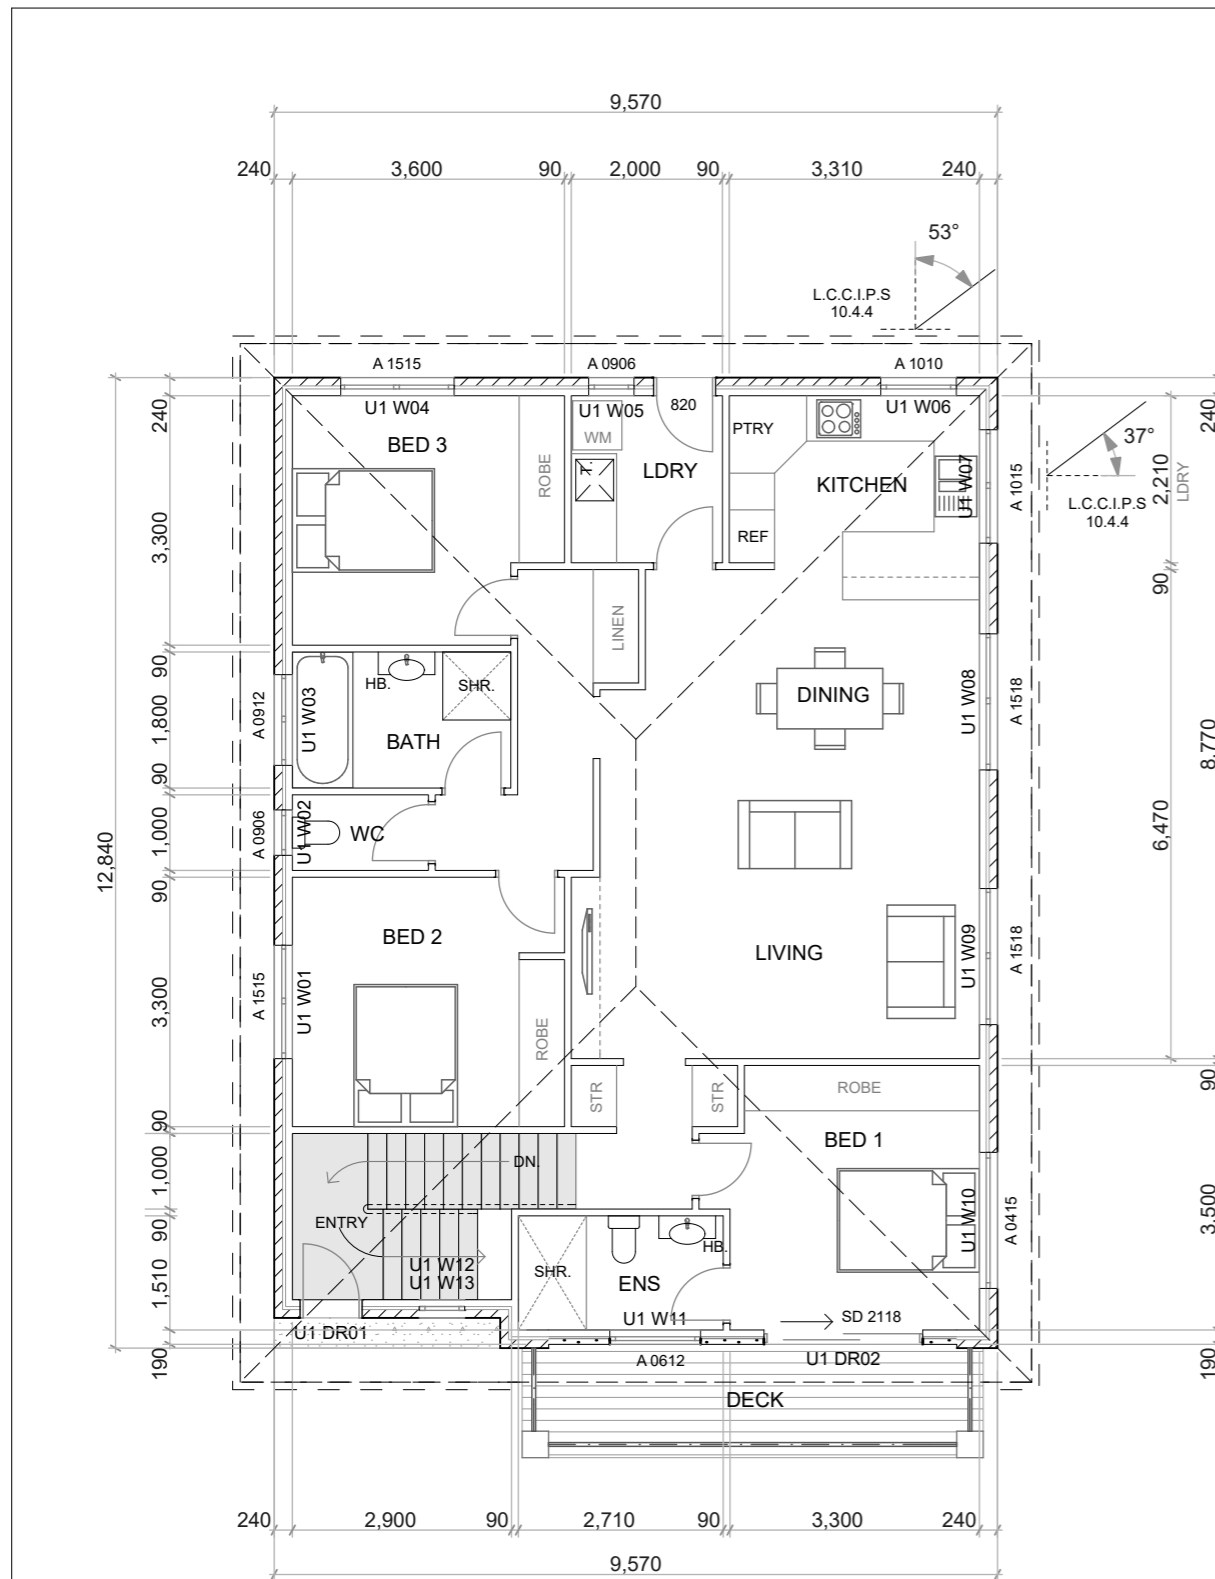 9,570
240 3,600 90 2,000 90 3,310 240
53°
L.C.C.I.P.S
10.4.4
A 1515 A 0906 A 1010
U1 W04 U1 W05 820 U1 W06
BED 3 WM PTRY
ROBE LDRY KITCHEN
T.
REF
U1 W07
A 1015
37°
L.C.C.I.P.S
10.4.4
LINEN
HB. SHR.
BATH
U1 W03
A 0912
DINING
U1 W08
A 1518
WC
U1 W02
A 0906
BED 2
LIVING
U1 W01
A 1515
U1 W09
A 1518
ROBE
STR STR ROBE
BED 1
DN.
ENTRY
U1 W12
U1 W13
SHR. ENS HB.
U1 W10
A 0415
U1 W11 SD 2118
U1 DR01 A 0612 U1 DR02
DECK
12,840
240
3,300
90
1,800
90
1,000
90
3,300
90
1,000
90
1,510
190
2,210
LDRY
90
6,470
240
8,770
90
3,500
190
240 2,900 90 2,710 90 3,300 240
9,570